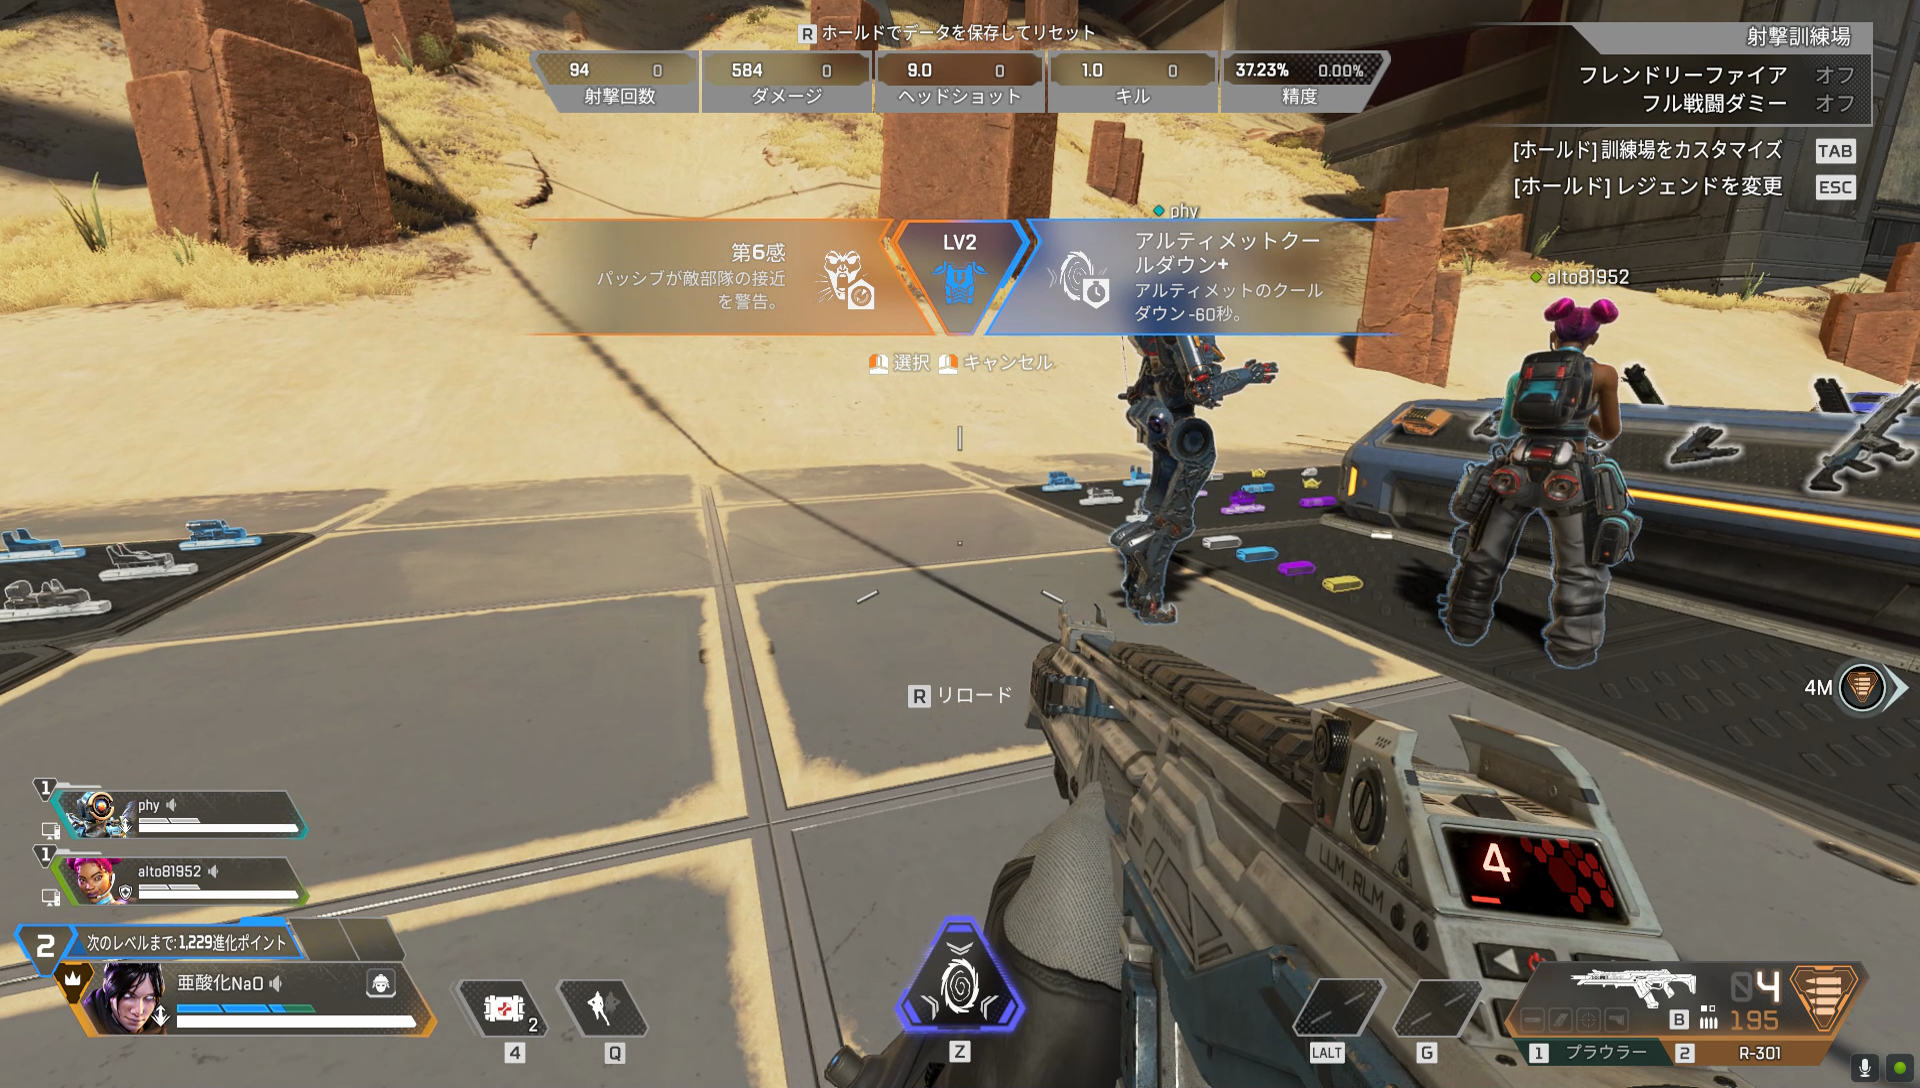 R ホールドでデータを保存してリセット
94 0 584 0 9.0 0 1.0 0 37.23% 0.00%
射撃回数 ダメージ ヘッドショット キル 精度
射撃訓練場
フレンドリーファイア オフ
フル戦闘ダミー オフ
[ホールド]訓練場をカスタマイズ TAB
[ホールド]レジェンドを変更 ESC
phy
第6感
パッシブが敵部隊の接近
を警告。
LV2
アルティメットクー
ルダウン+
アルティメットのクール
ダウン-60秒。
選択 キャンセル
alto81952
R リロード
4M
1
phy
1
alto81952
2 次のレベルまで:1,229進化ポイント
亜酸化NaO
2
4 Q
Z
LALT G
LLM.RLM
4
4
B 195
1 プラウラー 2 R-301